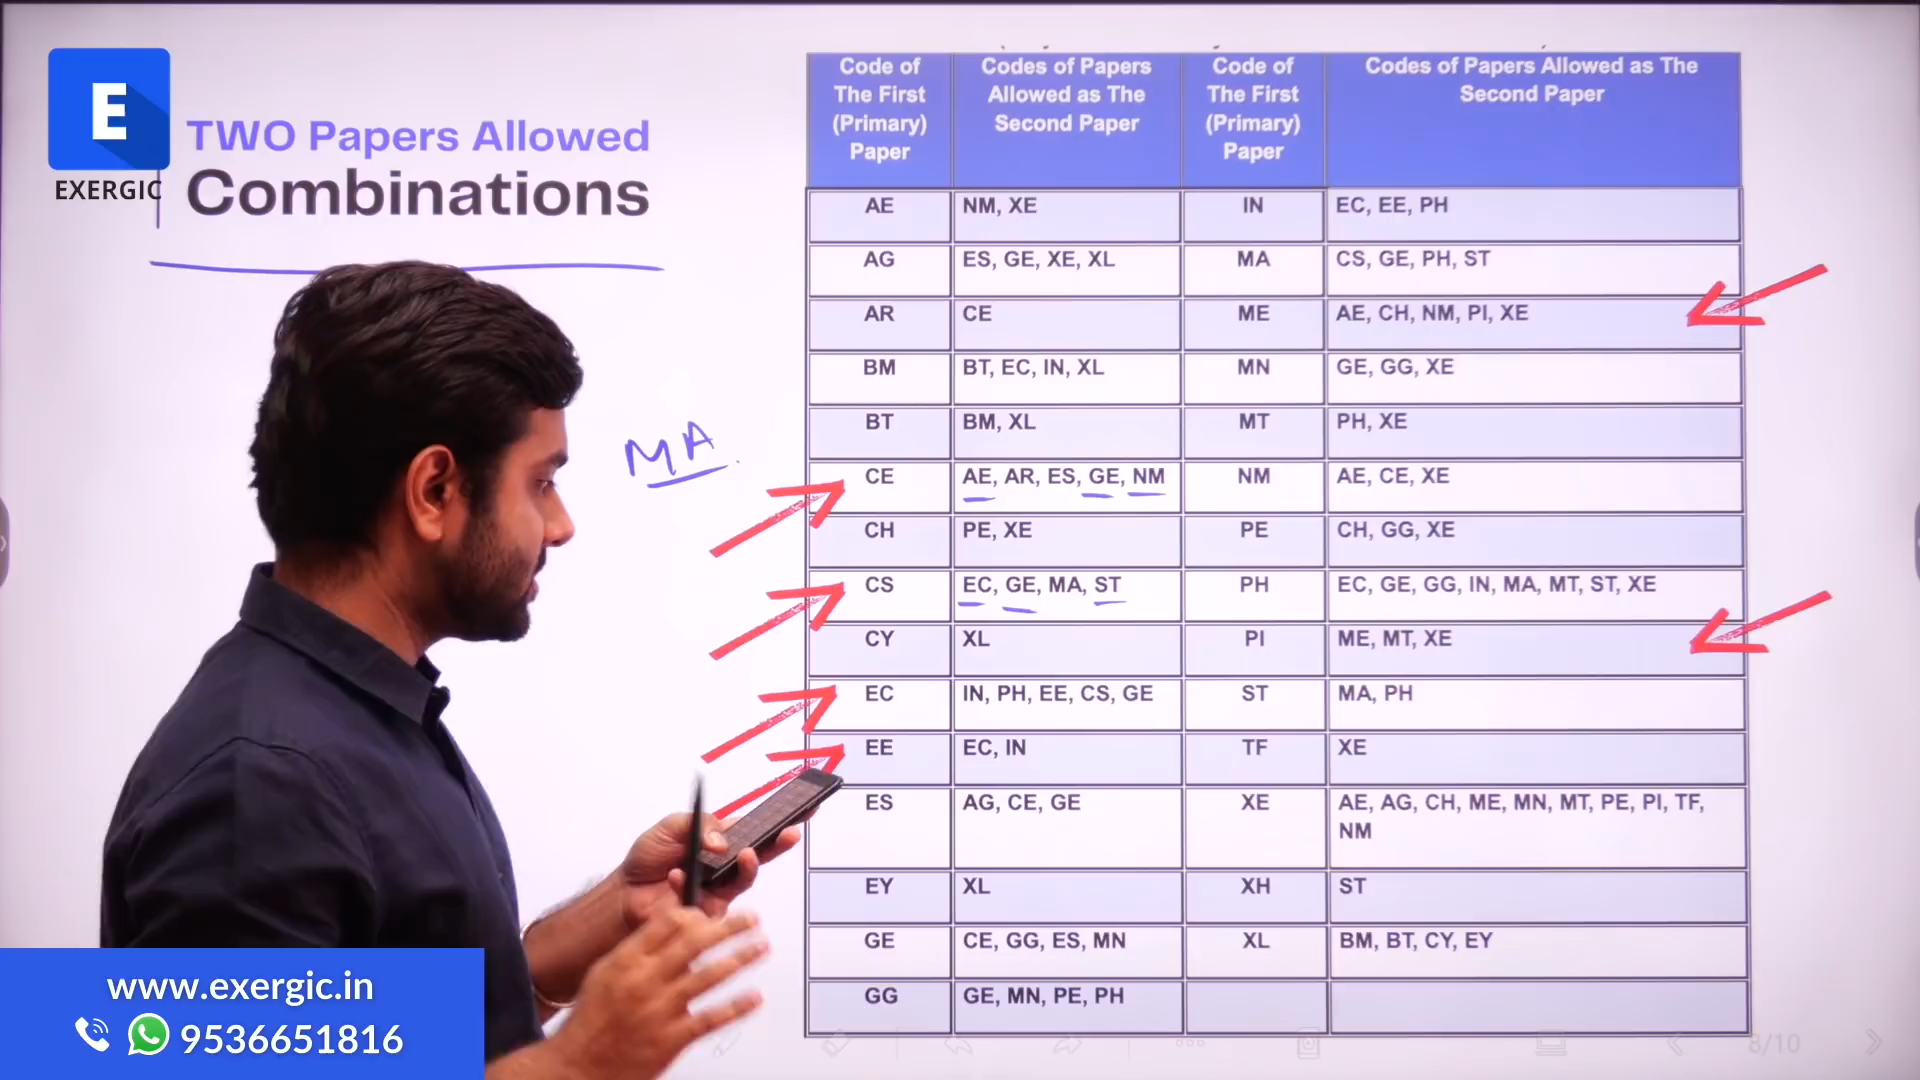 E
EXERGIC
TWO Papers Allowed
Combinations
MA
Code of The First (Primary) Paper
Codes of Papers Allowed as The Second Paper
Code of The First (Primary) Paper
Codes of Papers Allowed as The Second Paper
AE NM, XE IN EC, EE, PH
AG ES, GE, XE, XL MA CS, GE, PH, ST
AR CE ME AE, CH, NM, PI, XE
BM BT, EC, IN, XL MN GE, GG, XE
BT BM, XL MT PH, XE
CE AE, AR, ES, GE, NM NM AE, CE, XE
CH PE, XE PE CH, GG, XE
CS EC, GE, MA, ST PH EC, GE, GG, IN, MA, MT, ST, XE
CY XL PI ME, MT, XE
EC IN, PH, EE, CS, GE ST MA, PH
EE EC, IN TF XE
ES AG, CE, GE XE AE, AG, CH, ME, MN, MT, PE, PI, TF,
NM
EY XL XH ST
GE CE, GG, ES, MN XL BM, BT, CY, EY
GG GE, MN, PE, PH
8/10
www.exergic.in
9536651816